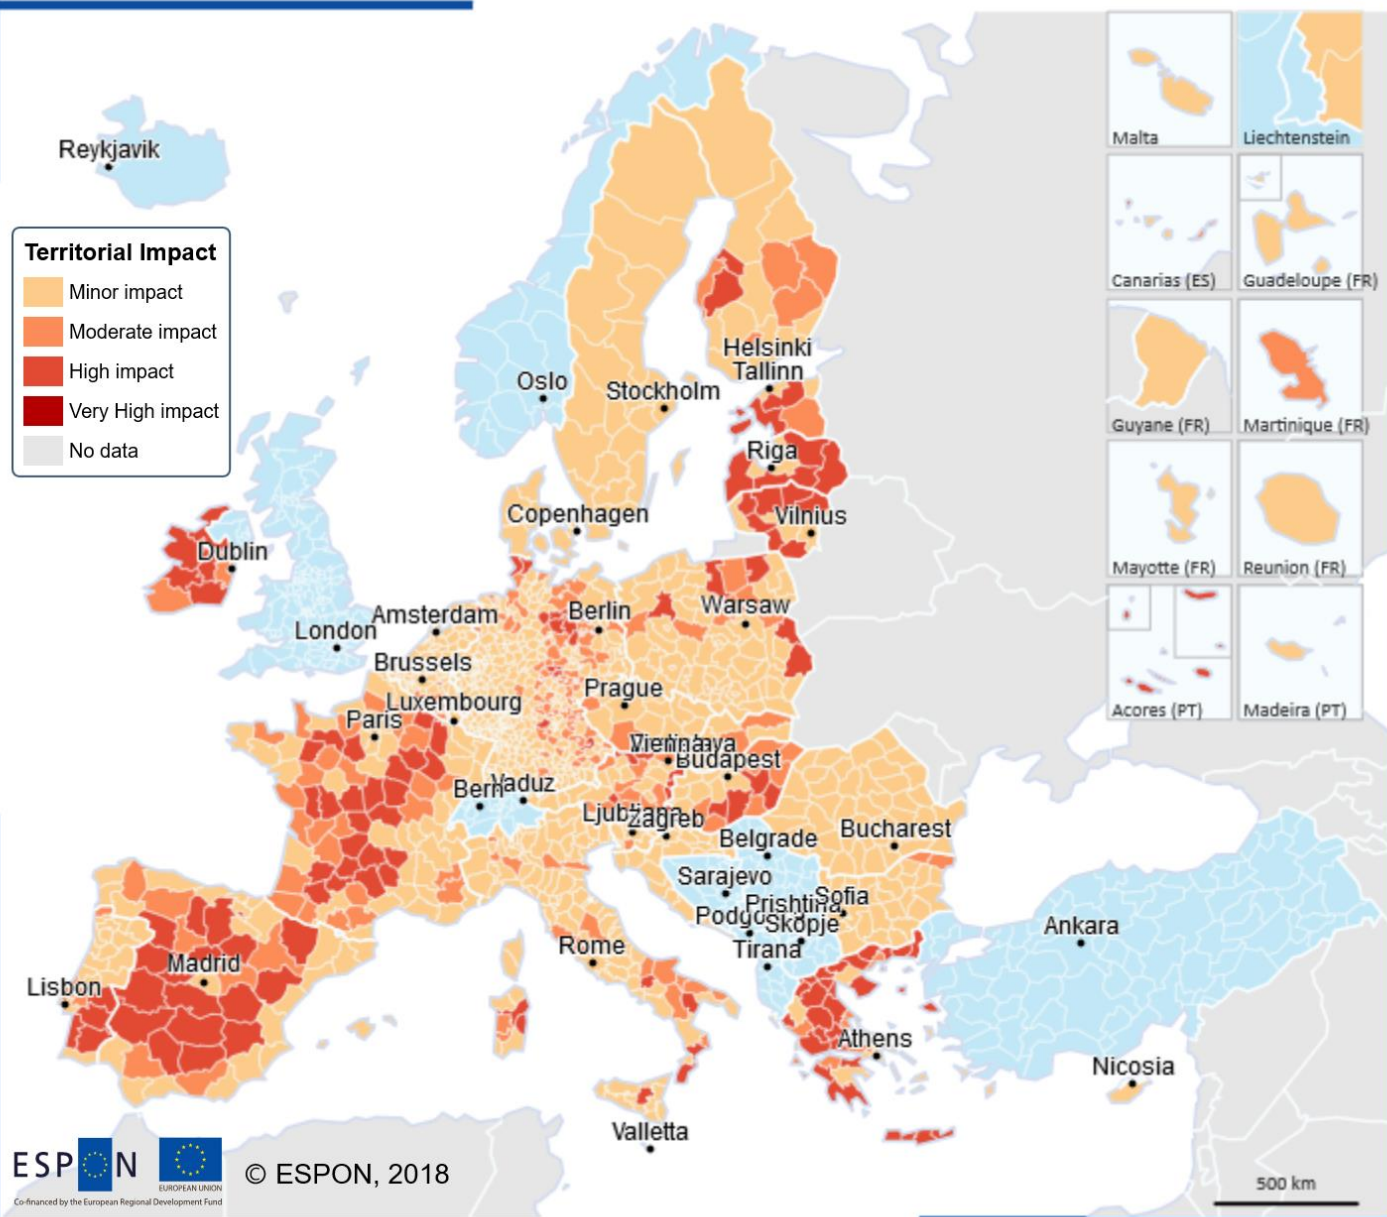 Reykjavik
Territorial Impact
Minor impact
Moderate impact
High impact
Very High impact
No data
Oslo
Stockholm
Helsinki
Tallinn
Riga
Vilnius
Copenhagen
Dublin
London
Amsterdam
Berlin
Warsaw
Brussels
Luxembourg
Prague
Paris
Budapest
Bern
Vaduz
Ljubljana
Zagreb
Belgrade
Bucharest
Sarajevo
Prishtina
Sofia
Skopje
Tirana
Rome
Madrid
Lisbon
Athens
Ankara
Nicosia
Valletta
Malta
Liechtenstein
Canarias (ES)
Guadeloupe (FR)
Guyane (FR)
Martinique (FR)
Mayotte (FR)
Reunion (FR)
Acores (PT)
Madeira (PT)
ESPON
EUROPEAN UNION
Co-financed by the European Regional Development Fund
© ESPON, 2018
500 km